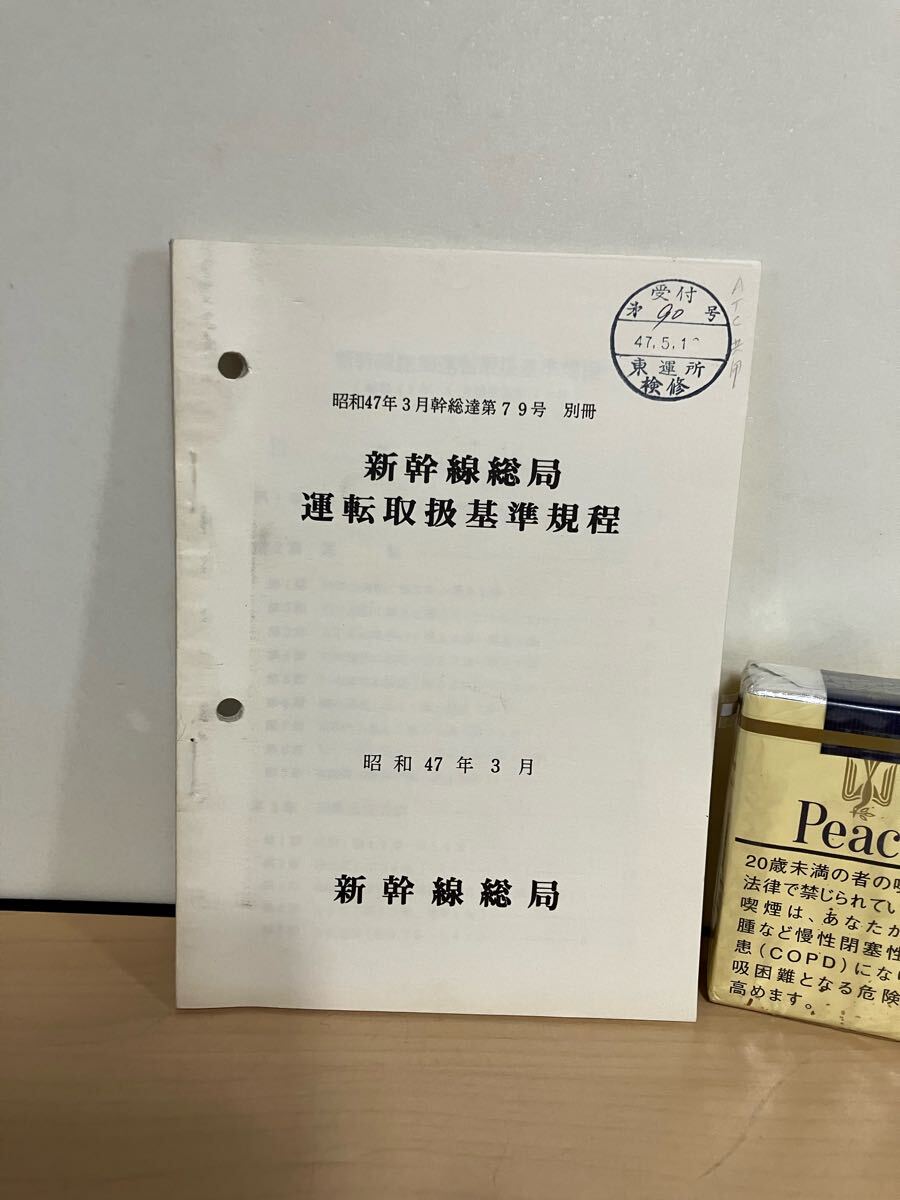 受付
第90号
47.5.1
東運所
検修
ATC 共用
昭和47年3月幹総達第79号 別冊
新幹線総局
運転取扱基準規程
昭和47年3月
新幹線総局
Peac
20歳未満の者の喫
法律で禁じられてい
喫煙は、あなたが
腫など慢性閉塞性
患(COPD)にな
吸困難となる危険
高めます。